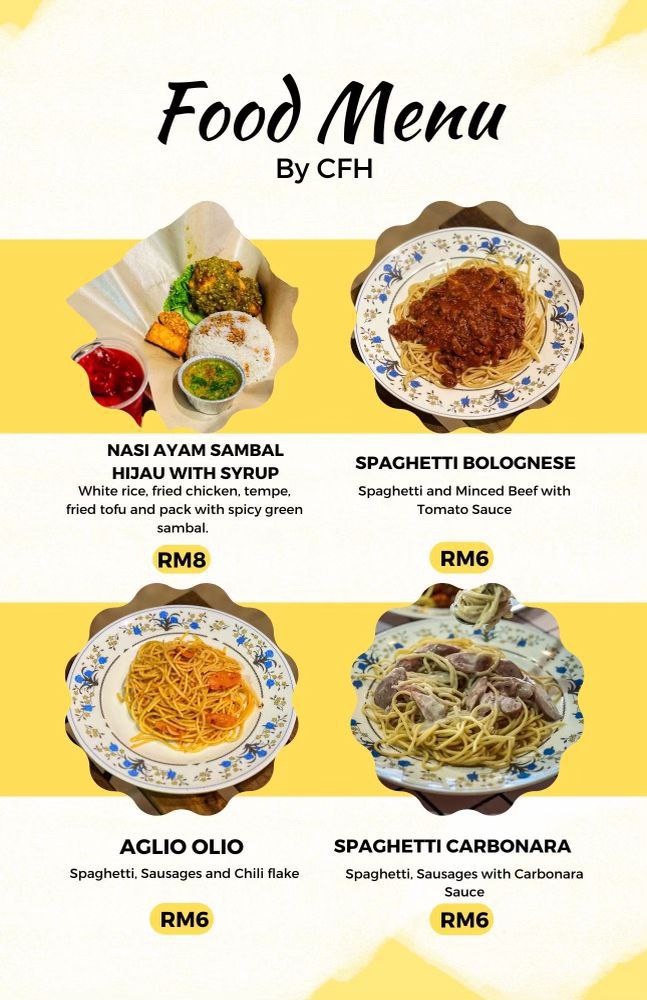 Food Menu
By CFH
NASI AYAM SAMBAL
HIJAU WITH SYRUP
White rice, fried chicken, tempe,
fried tofu and pack with spicy green
sambal.
RM8
SPAGHETTI BOLOGNESE
Spaghetti and Minced Beef with
Tomato Sauce
RM6
AGLIO OLIO
Spaghetti, Sausages and Chili flake
RM6
SPAGHETTI CARBONARA
Spaghetti, Sausages with Carbonara
Sauce
RM6